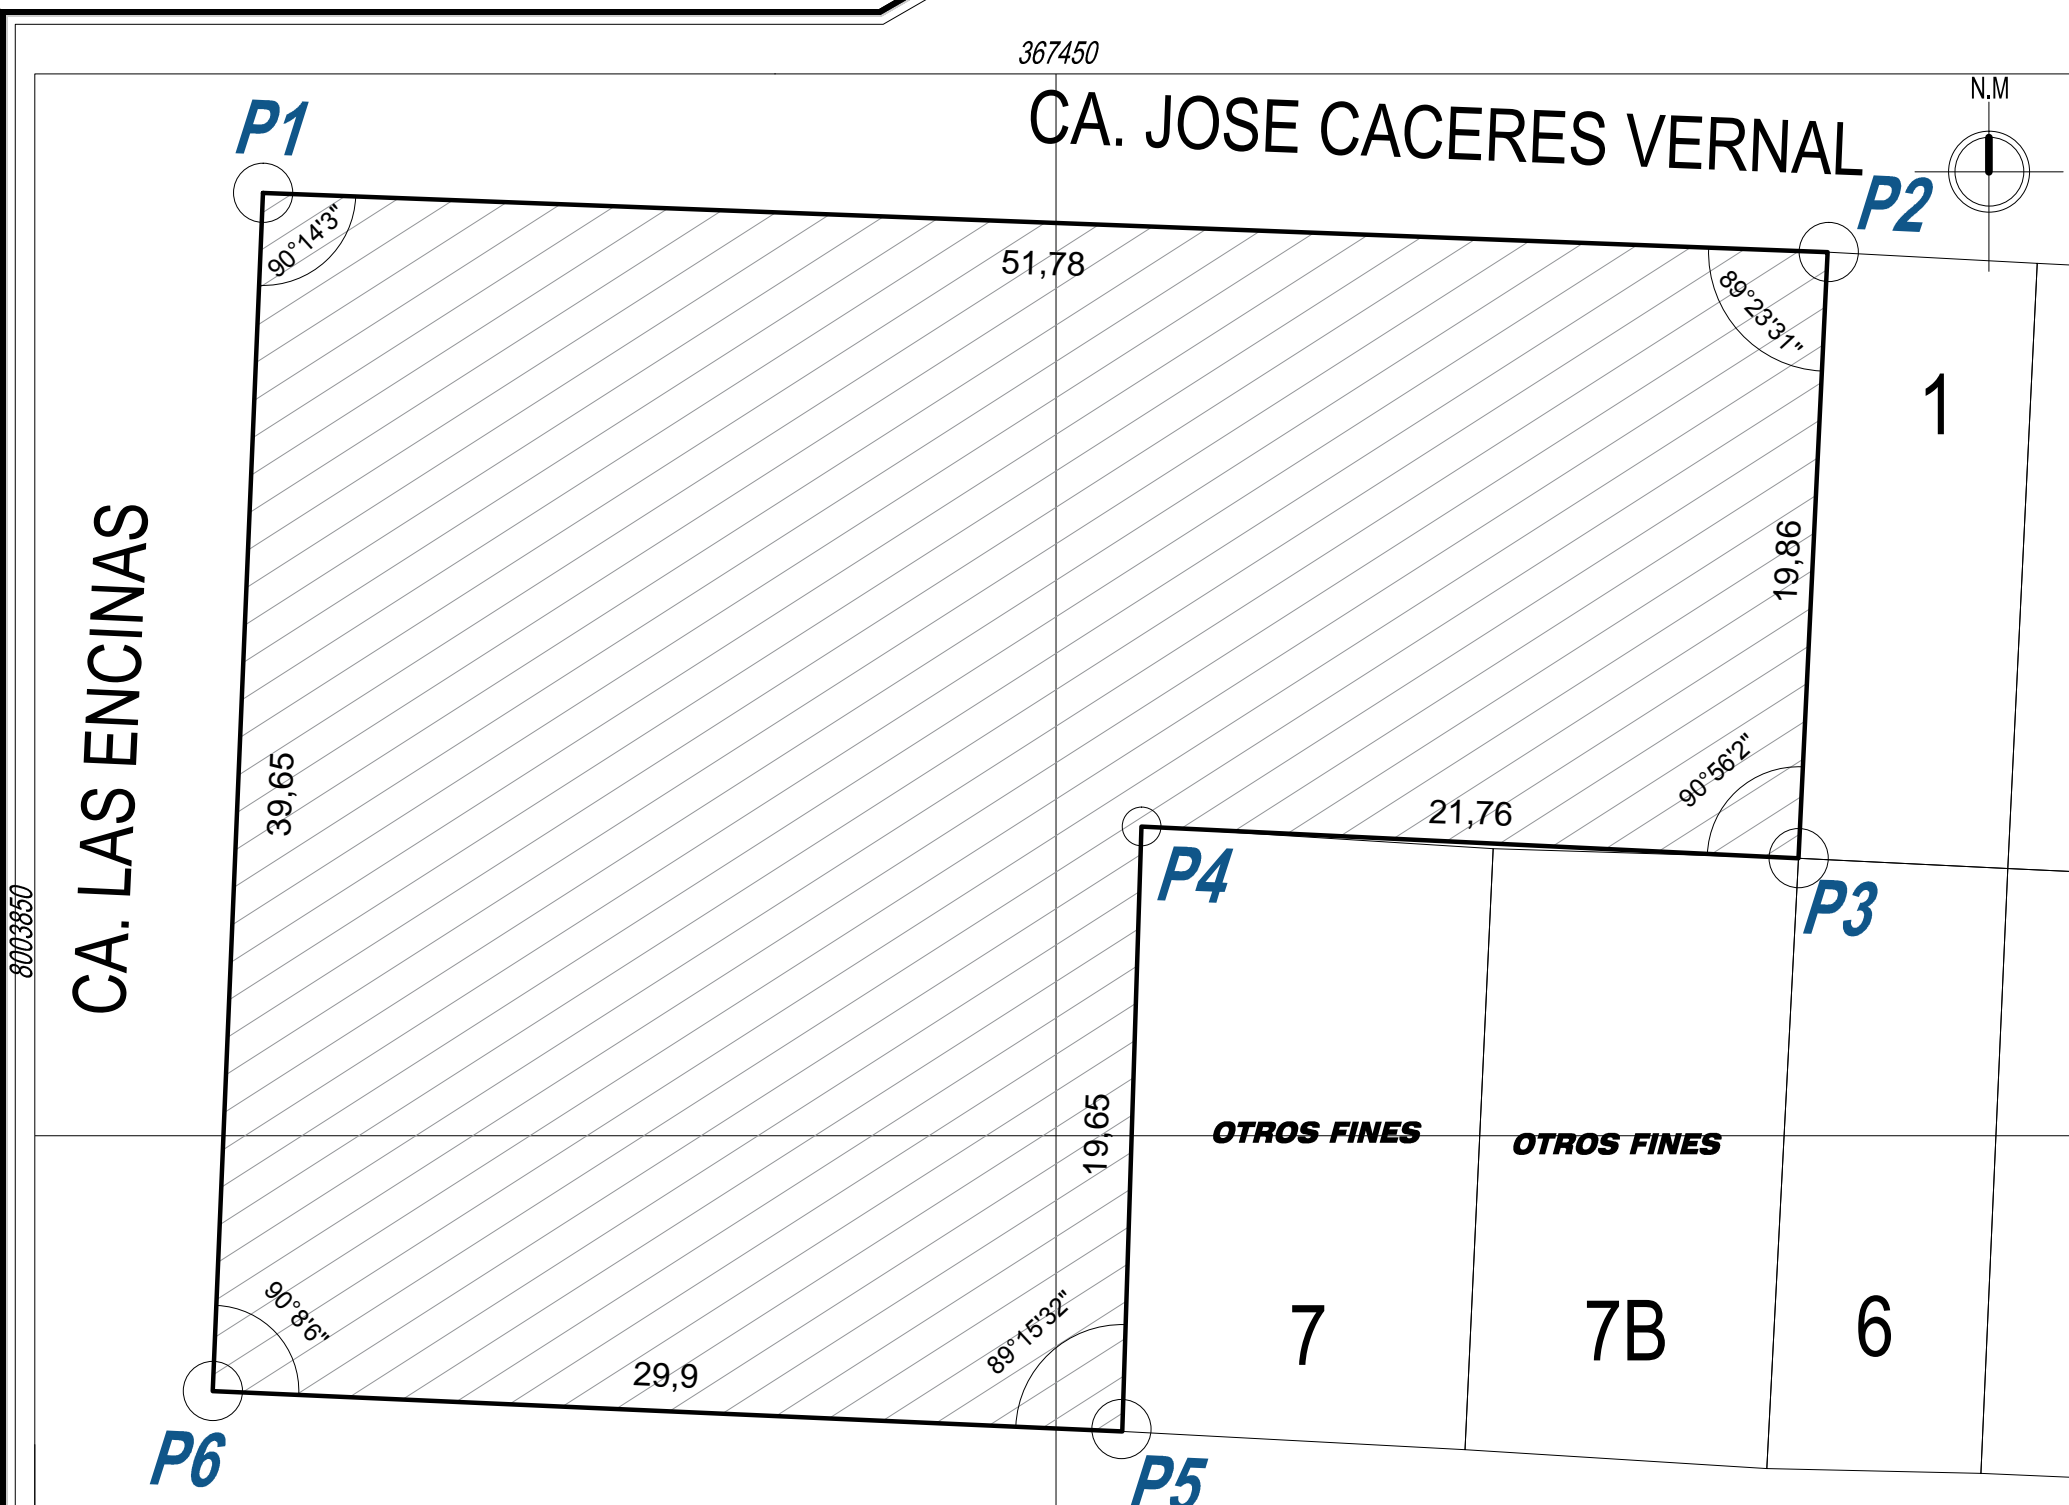 367450
N.M
CA. JOSE CACERES VERNAL
P1
P2
90°14'3"
51,78
89°23'31"
1
CA. LAS ENCINAS
39,65
19,86
90°56'2"
21,76
P4
P3
8003850
19,65
OTROS FINES
OTROS FINES
90°8'6"
89°15'32"
29,9
7
7B
6
P6
P5